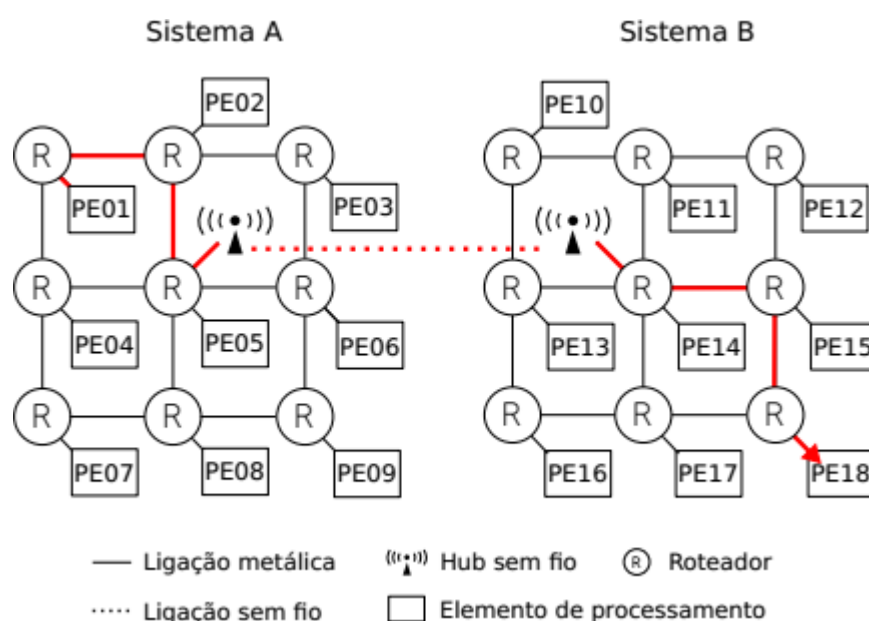 Sistema A
Sistema B
PE02
PE10
R
R
R
R
R
R
PE01
PE03
PE11
PE12
R
R
R
R
R
R
PE04
PE05
PE06
PE13
PE14
PE15
R
R
R
R
R
R
PE07
PE08
PE09
PE16
PE17
PE18
Ligação metálica
Hub sem fio
R
Roteador
Ligação sem fio
Elemento de processamento